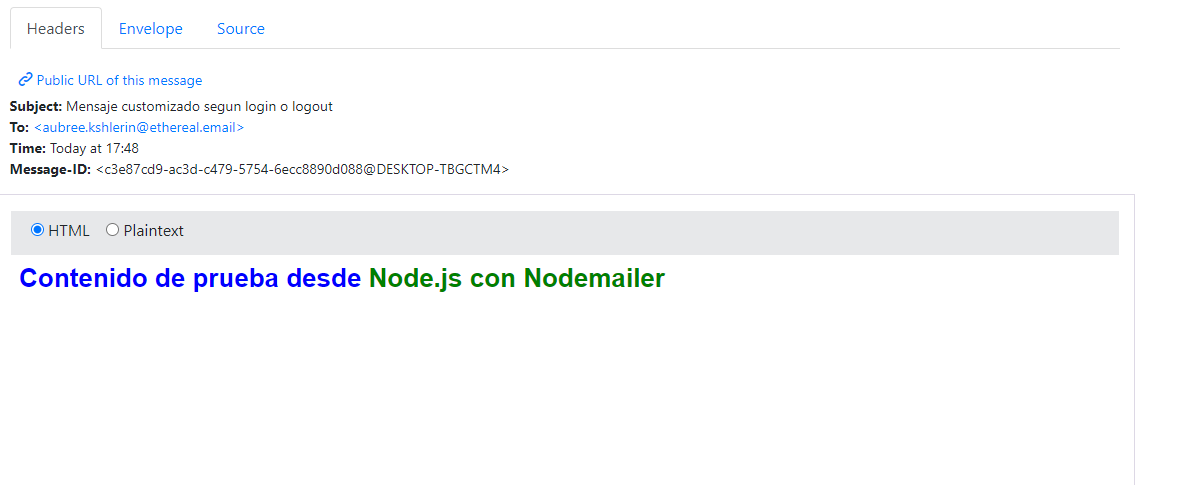 Headers Envelope Source
Public URL of this message
Subject: Mensaje customizado segun login o logout
To: <aubree.kshlerin@ethereal.email>
Time: Today at 17:48
Message-ID: <c3e87cd9-ac3d-c479-5754-6ecc8890d088@DESKTOP-TBGCTM4>
HTML Plaintext
Contenido de prueba desde Node.js con Nodemailer